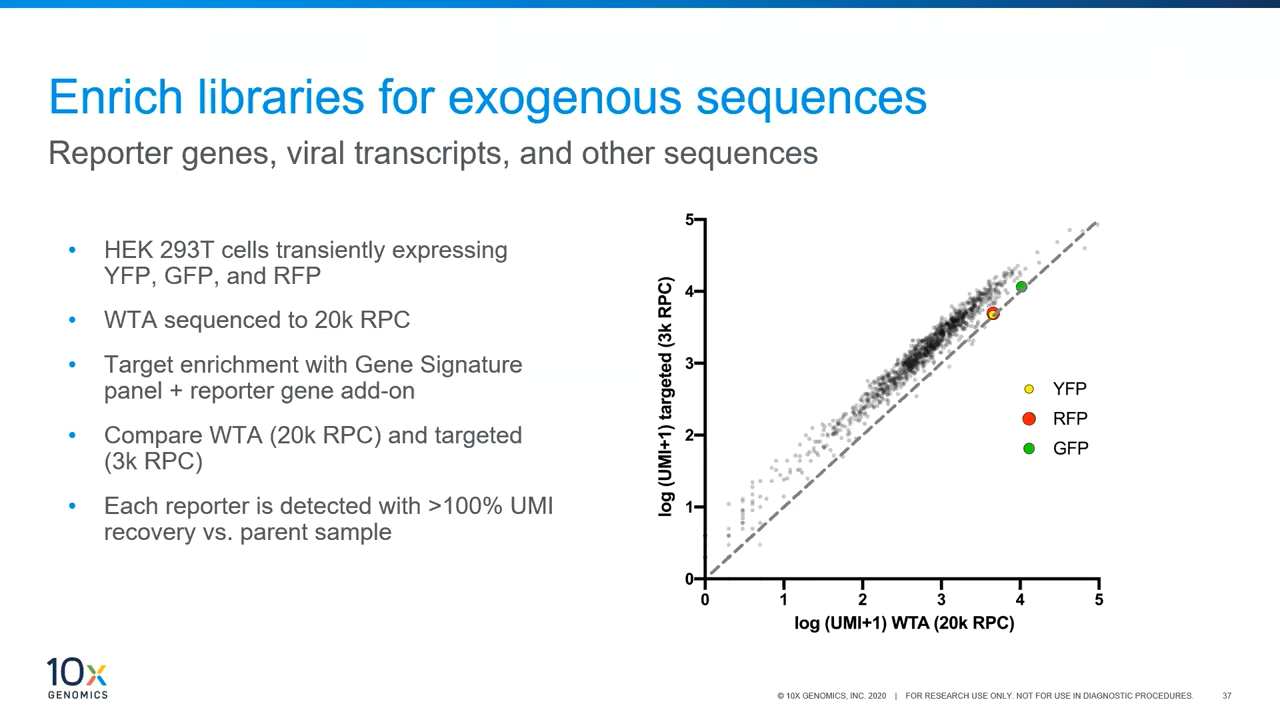 Enrich libraries for exogenous sequences
Reporter genes, viral transcripts, and other sequences
• HEK 293T cells transiently expressing
YFP, GFP, and RFP
• WTA sequenced to 20k RPC
• Target enrichment with Gene Signature
panel + reporter gene add-on
• Compare WTA (20k RPC) and targeted
(3k RPC)
• Each reporter is detected with >100% UMI
recovery vs. parent sample
log (UMI+1) targeted (3k RPC)
5
4
3
2
1
0
0 1 2 3 4 5
log (UMI+1) WTA (20k RPC)
YFP
RFP
GFP
10x
GENOMICS
© 10X GENOMICS, INC. 2020 | FOR RESEARCH USE ONLY. NOT FOR USE IN DIAGNOSTIC PROCEDURES. 37